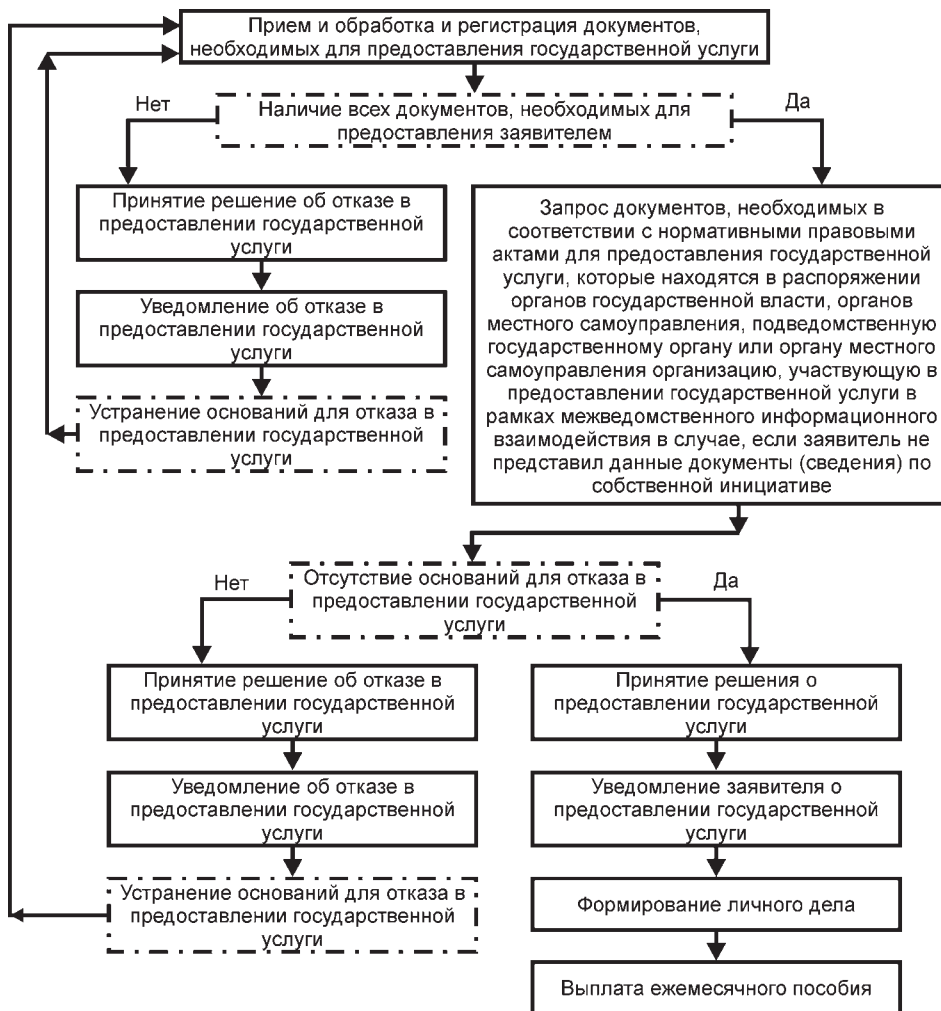 Прием и обработка и регистрация документов,
необходимых для предоставления государственной услуги
Нет
Наличие всех документов, необходимых для
предоставления заявителем
Да
Принятие решение об отказе в
предоставлении государственной
услуги
Уведомление об отказе в
предоставлении государственной
услуги
Устранение оснований для отказа в
предоставлении государственной
услуги
Запрос документов, необходимых в
соответствии с нормативными правовыми
актами для предоставления государственной
услуги, которые находятся в распоряжении
органов государственной власти, органов
местного самоуправления, подведомственную
государственному органу или органу местного
самоуправления организацию, участвующую в
предоставлении государственной услуги в
рамках межведомственного информационного
взаимодействия в случае, если заявитель не
представил данные документы (сведения) по
собственной инициативе
Нет
Отсутствие оснований для отказа в
предоставлении государственной
услуги
Да
Принятие решение об отказе в
предоставлении государственной
услуги
Уведомление об отказе в
предоставлении государственной
услуги
Устранение оснований для отказа в
предоставлении государственной
услуги
Принятие решения о
предоставлении государственной
услуги
Уведомление заявителя о
предоставлении государственной
услуги
Формирование личного дела
Выплата ежемесячного пособия